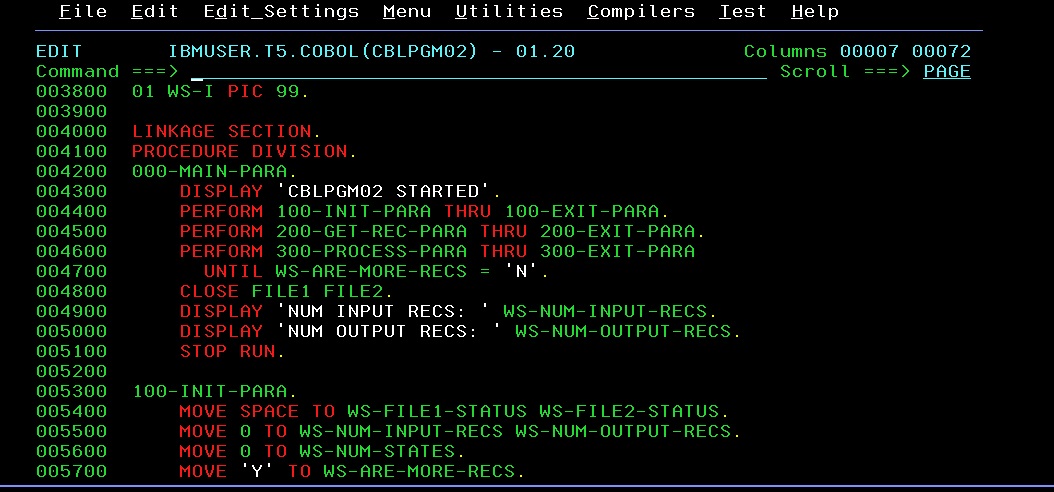 File Edit Edit_Settings Menu Utilities Compilers Test Help
EDIT IBMUSER.T5.COBOL(CBLPGM02) - 01.20 Columns 00007 00072
Command ===> Scroll ===> PAGE
003800 01 WS-I PIC 99.
003900
004000 LINKAGE SECTION.
004100 PROCEDURE DIVISION.
004200 000-MAIN-PARA.
004300 DISPLAY 'CBLPGM02 STARTED'.
004400 PERFORM 100-INIT-PARA THRU 100-EXIT-PARA.
004500 PERFORM 200-GET-REC-PARA THRU 200-EXIT-PARA.
004600 PERFORM 300-PROCESS-PARA THRU 300-EXIT-PARA
004700 UNTIL WS-ARE-MORE-RECS = 'N'.
004800 CLOSE FILE1 FILE2.
004900 DISPLAY 'NUM INPUT RECS: ' WS-NUM-INPUT-RECS.
005000 DISPLAY 'NUM OUTPUT RECS: ' WS-NUM-OUTPUT-RECS.
005100 STOP RUN.
005200
005300 100-INIT-PARA.
005400 MOVE SPACE TO WS-FILE1-STATUS WS-FILE2-STATUS.
005500 MOVE 0 TO WS-NUM-INPUT-RECS WS-NUM-OUTPUT-RECS.
005600 MOVE 0 TO WS-NUM-STATES.
005700 MOVE 'Y' TO WS-ARE-MORE-RECS.